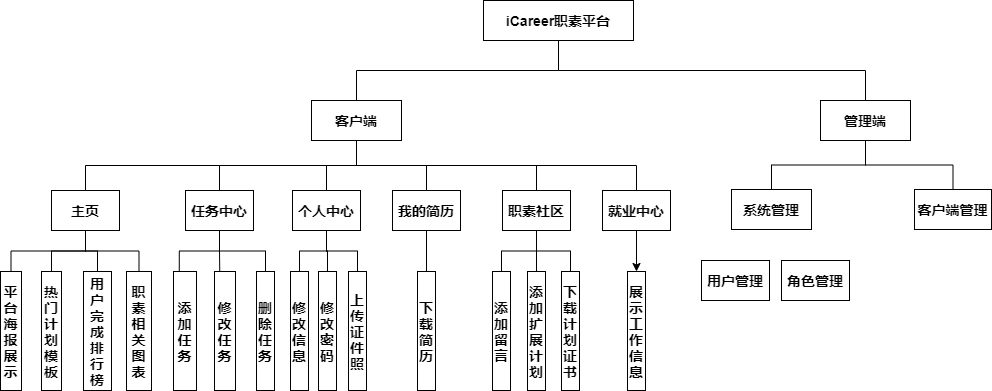 iCareer职素平台
客户端
管理端
主页
任务中心
个人中心
我的简历
职素社区
就业中心
系统管理
客户端管理
用户管理
角色管理
平台海报展示
热门计划模板
用户完成排行榜
职素相关图表
添加任务
修改任务
删除任务
修改信息
修改密码
上传证件照
下载简历
添加留言
添加扩展计划
下载计划证书
展示工作信息